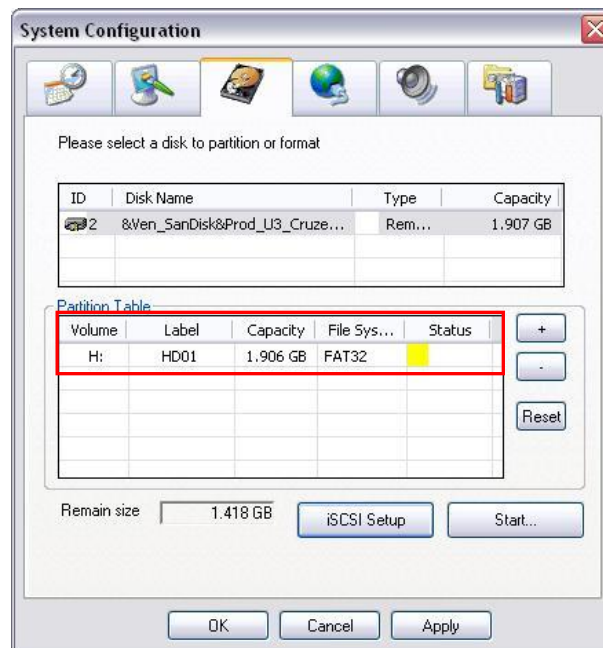 System Configuration
Please select a disk to partition or format
ID Disk Name Type Capacity
2 &Ven_SanDisk&Prod_U3_Cruze... Rem... 1.907 GB
Partition Table
Volume Label Capacity File Sys... Status
H: HD01 1.906 GB FAT32
+
-
Reset
Remain size 1.418 GB iSCSI Setup Start...
OK Cancel Apply